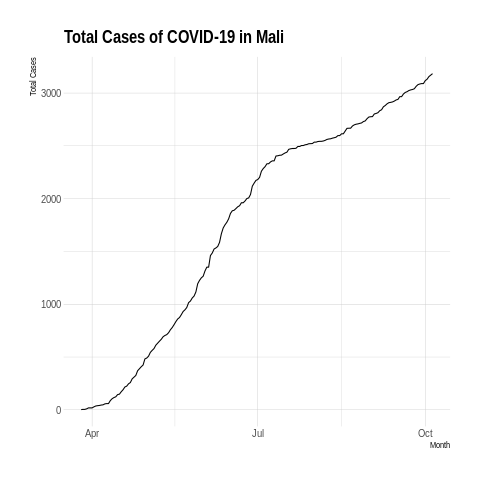 Total Cases of COVID-19 in Mali
Total Cases
3000
2000
1000
0
Apr
Jul
Oct
Month